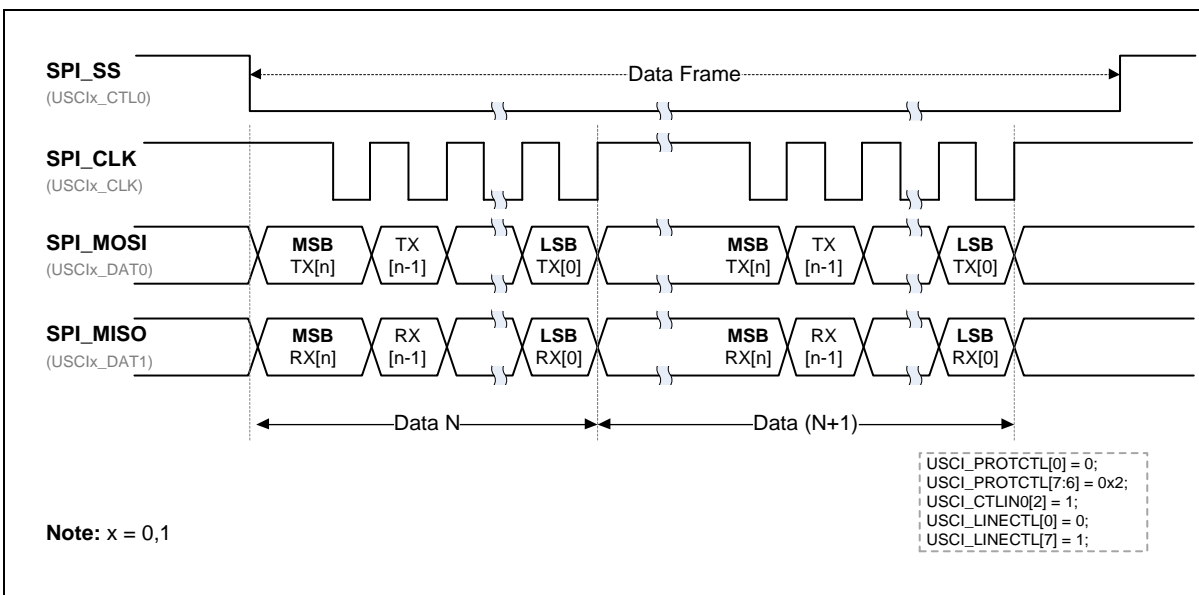 SPI_SS
(USCIx_CTL0)
Data Frame
SPI_CLK
(USCIx_CLK)
SPI_MOSI
(USCIx_DAT0)
MSB
TX[n]
TX
[n-1]
LSB
TX[0]
MSB
TX[n]
TX
[n-1]
LSB
TX[0]
SPI_MISO
(USCIx_DAT1)
MSB
RX[n]
RX
[n-1]
LSB
RX[0]
MSB
RX[n]
RX
[n-1]
LSB
RX[0]
Data N
Data (N+1)
USCI_PROTCTL[0] = 0;
USCI_PROTCTL[7:6] = 0x2;
USCI_CTLIN0[2] = 1;
USCI_LINECTL[0] = 0;
USCI_LINECTL[7] = 1;
Note: x = 0,1